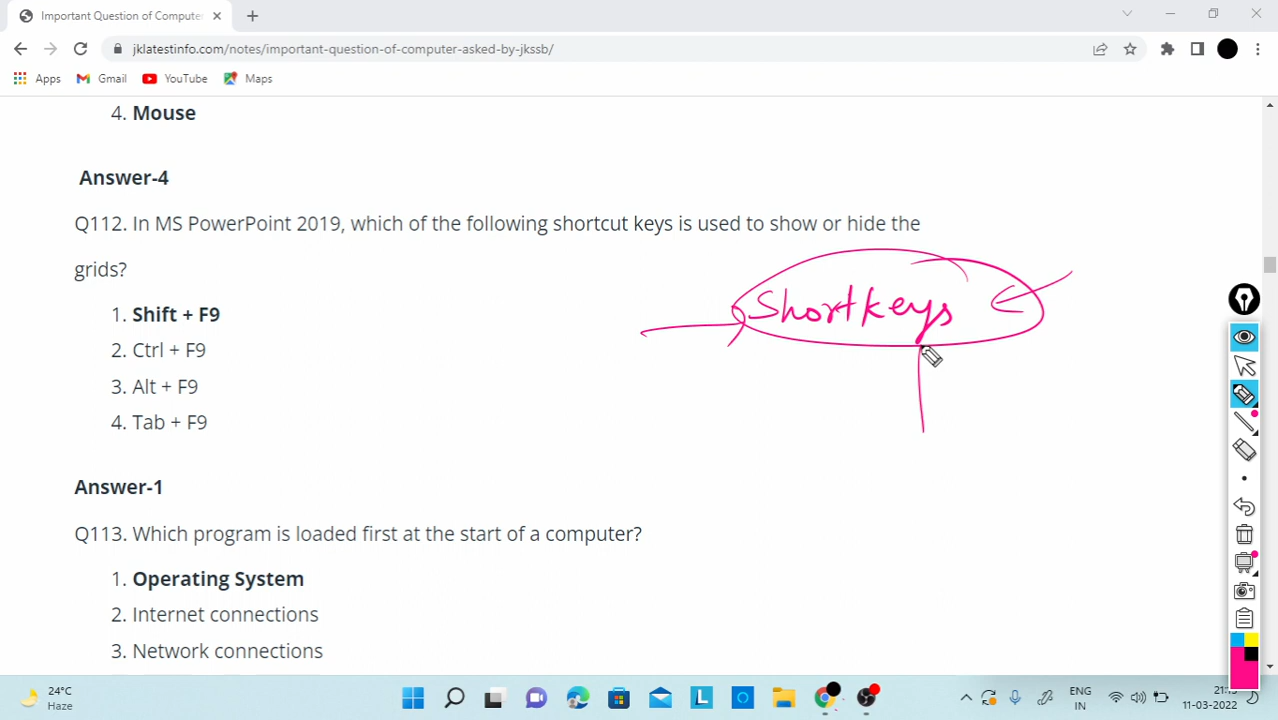 Important Question of Computer
jklatestinfo.com/notes/important-question-of-computer-asked-by-jkssb/
Apps Gmail YouTube Maps
4. Mouse
Answer-4
Q112. In MS PowerPoint 2019, which of the following shortcut keys is used to show or hide the
grids?
Shortkeys
1. Shift + F9
2. Ctrl + F9
3. Alt + F9
4. Tab + F9
Answer-1
Q113. Which program is loaded first at the start of a computer?
1. Operating System
2. Internet connections
3. Network connections
24°C
Haze
L
ENG
IN
11-03-2022